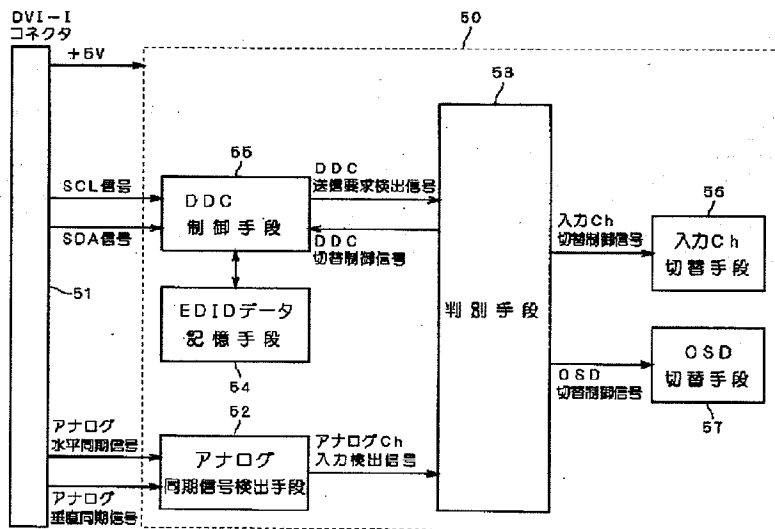 DVI-I
コネクタ
+5V
50
53
55
SCL信号
DDC
制御手段
DDC
送信要求検出信号
SDA信号
DDC
切替制御信号
入力Ch
切替制御信号
56
入力Ch
切替手段
51
EDIDデータ
記憶手段
54
判別手段
OSD
切替手段
OSD
切替制御信号
57
52
アナログ
水平同期信号
アナログ
同期信号検出手段
アナログCh
入力検出信号
アナログ
垂直同期信号